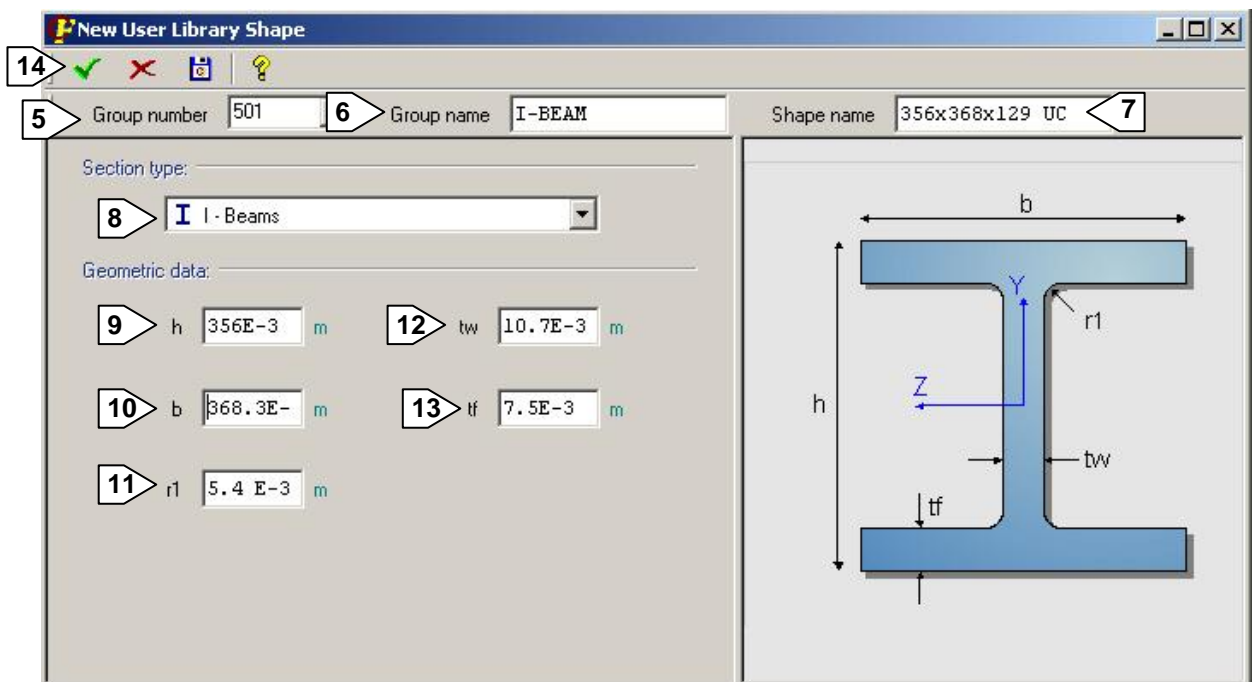 New User Library Shape
14
5 Group number 501 6 Group name I-BEAM Shape name 356x368x129 UC 7
Section type:
8 I I - Beams
Geometric data:
9 h 356E-3 m 12 tw 10.7E-3 m
10 b 368.3E- m 13 tf 7.5E-3 m
11 r1 5.4 E-3 m
b
Y
r1
Z
h
tw
tf